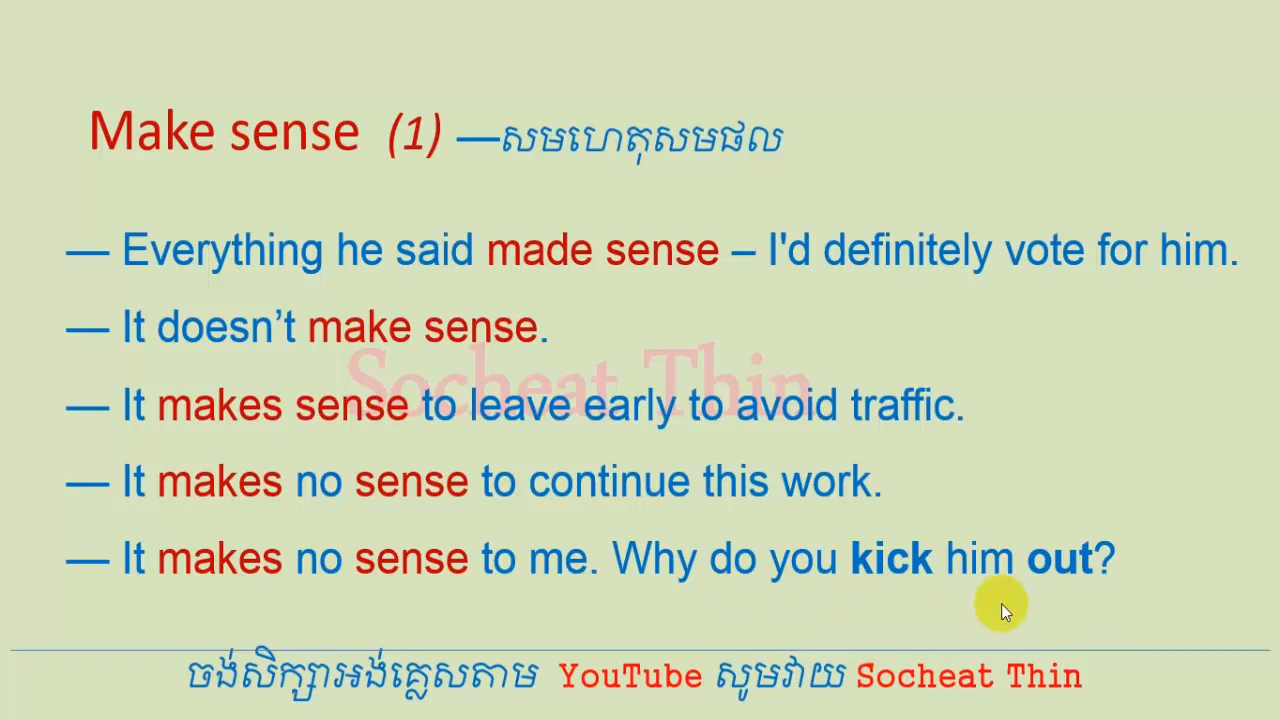 Make sense (1) —សមហេតុសមផល
— Everything he said made sense – I'd definitely vote for him.
— It doesn’t make sense.
Socheat Thin
— It makes sense to leave early to avoid traffic.
— It makes no sense to continue this work.
— It makes no sense to me. Why do you kick him out?
ចង់សិក្សាអង់គ្លេសតាម YouTube សូមវាយ Socheat Thin